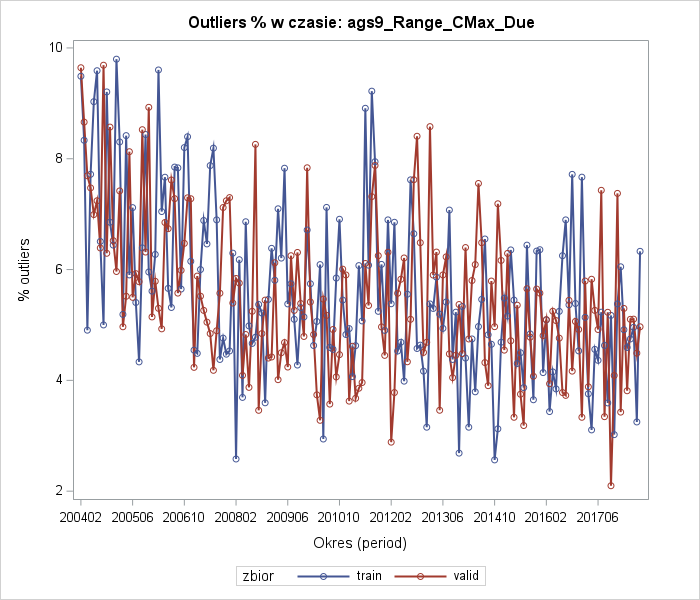 Outliers % w czasie: ags9_Range_CMax_Due
10
8
6
4
2
% outliers
200402 200506 200610 200802 200906 201010 201202 201306 201410 201602 201706
Okres (period)
zbior train valid